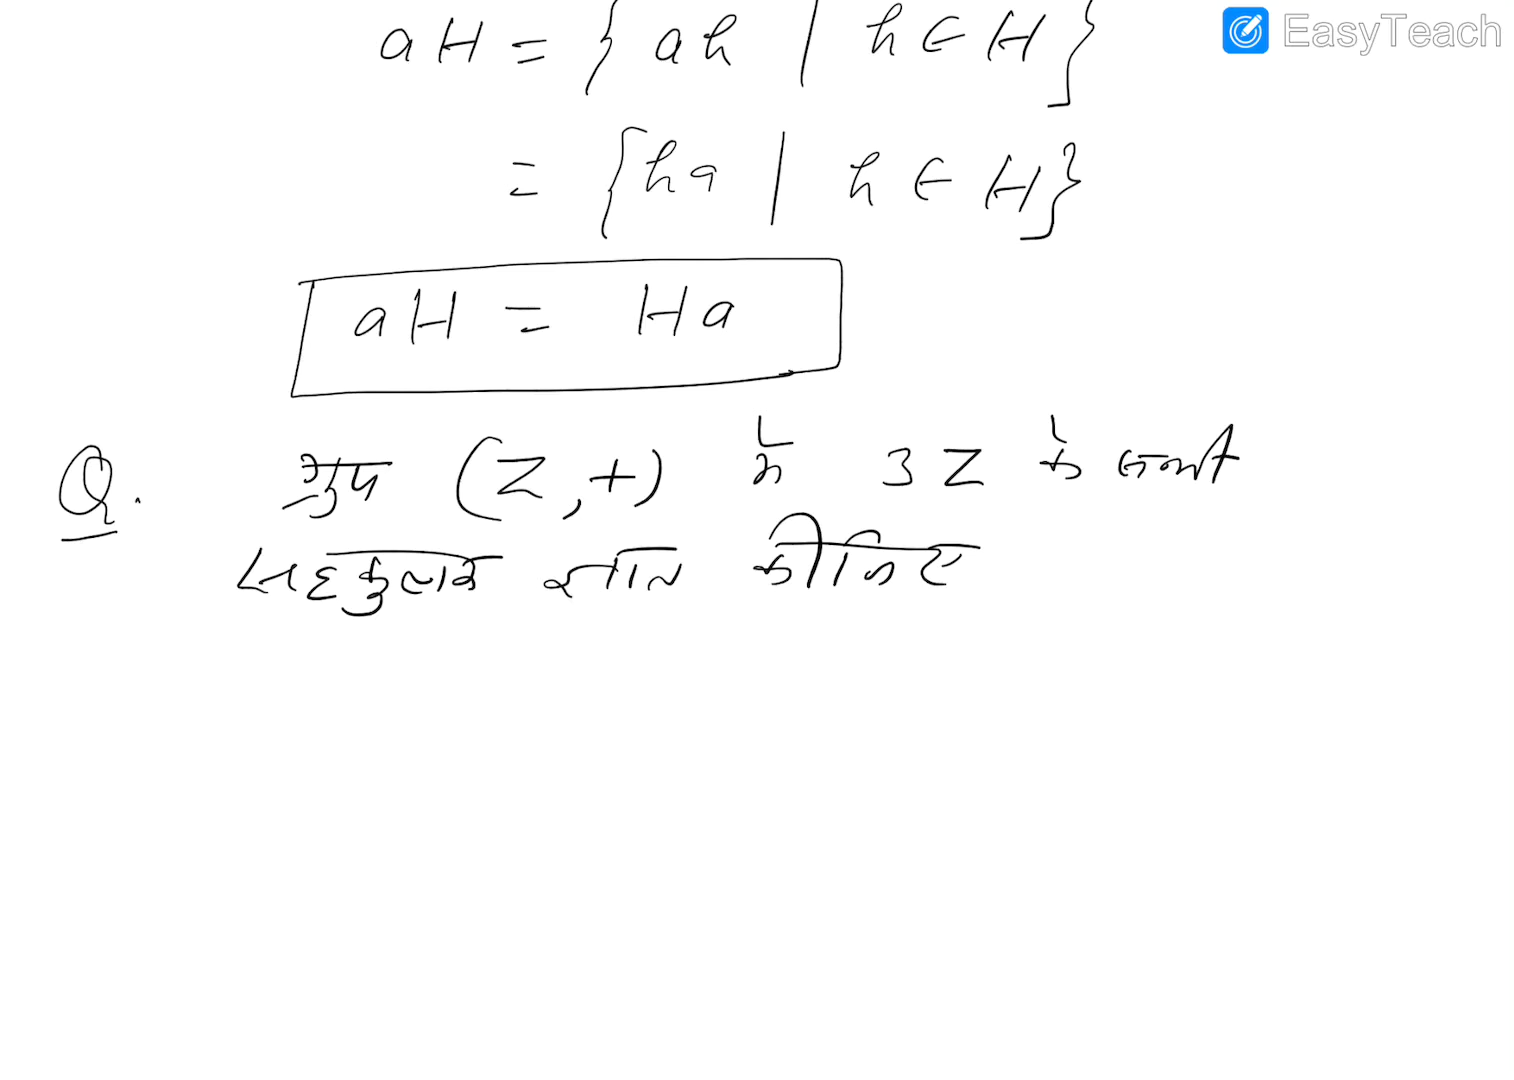 EasyTeach
aH = { ah | h ∈ H }
= {ha | h ∈ H}
aH = Ha
Q. ग्रुप (Z,+) में 3Z के सभी
सहकुलक ज्ञात कीजिए